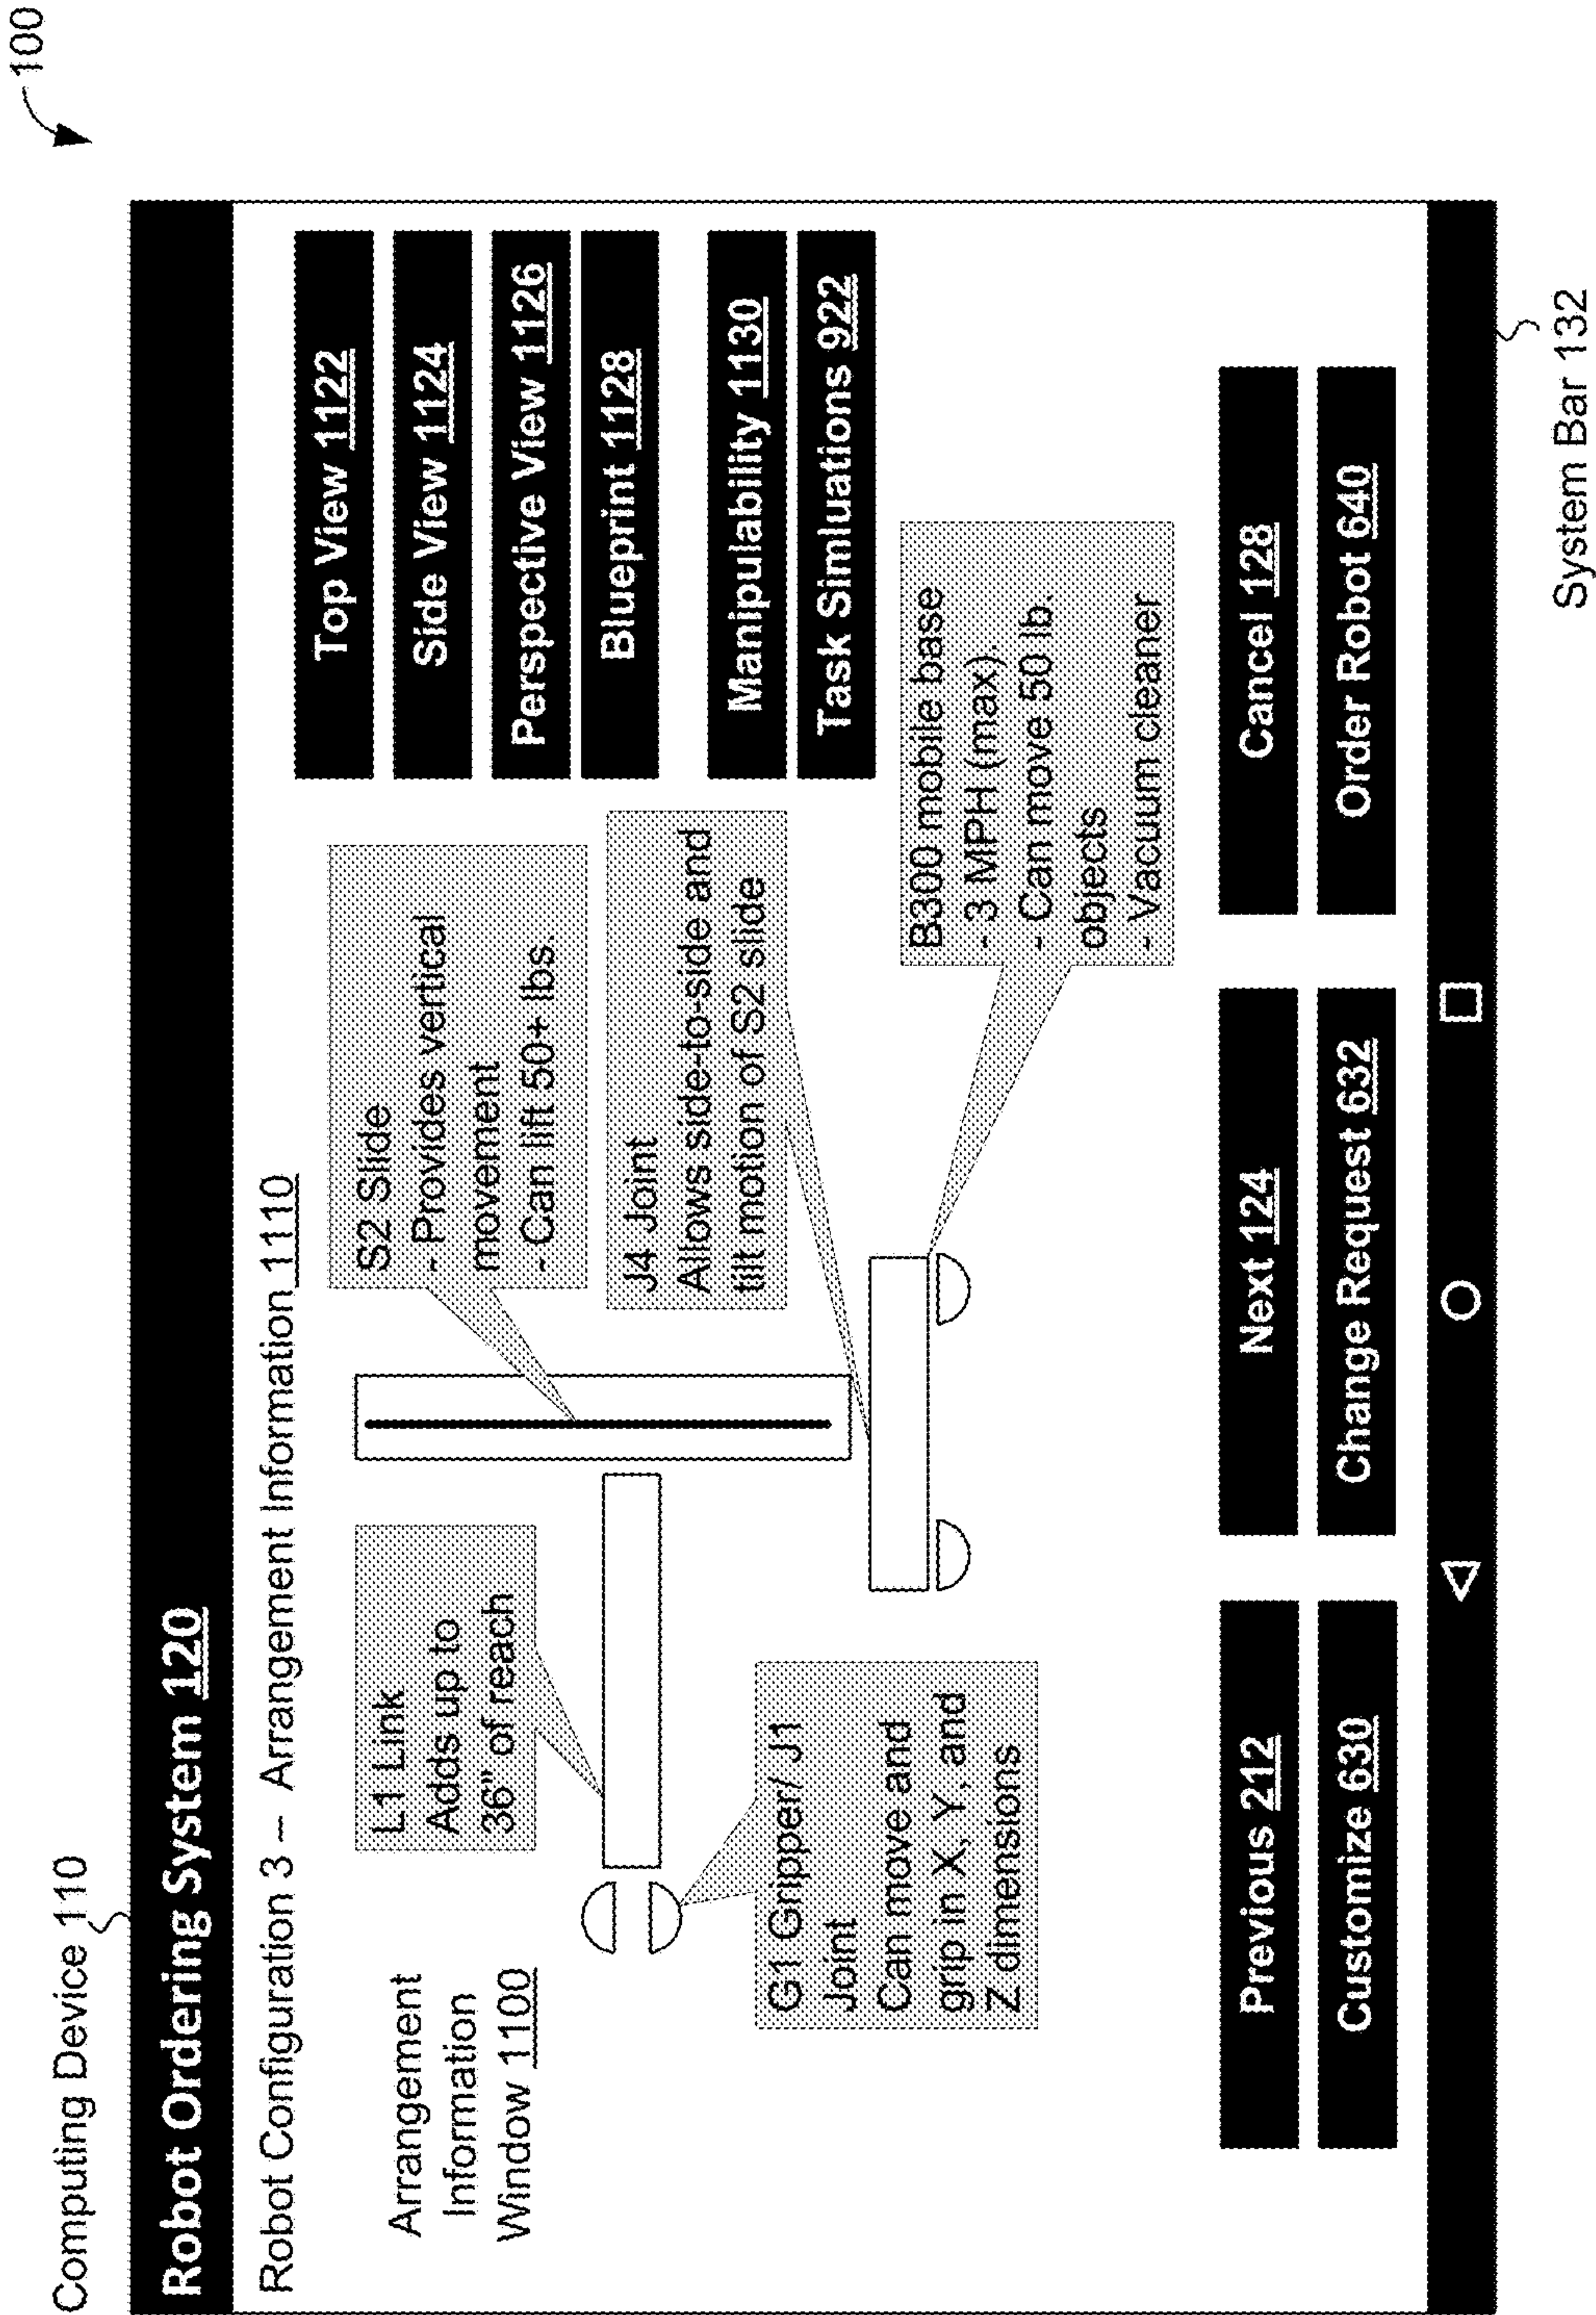 100
Computing Device 110
Robot Ordering System 120
Robot Configuration 3 – Arrangement Information 1110
Arrangement
Information
Window 1100
L1 Link
Adds up to
36" of reach
S2 Slide
- Provides vertical
movement
- Can lift 50+ lbs.
Top View 1122
Side View 1124
Perspective View 1126
Blueprint 1128
J4 Joint
Allows side-to-side and
tilt motion of S2 slide
Manipulability 1130
Task Simluations 922
G1 Gripper/ J1
Joint
Can move and
grip in X, Y, and
Z dimensions
B300 mobile base
- 3 MPH (max).
- Can move 50 lb.
objects
- Vacuum cleaner
Previous 212
Next 124
Cancel 128
Customize 630
Change Request 632
Order Robot 640
System Bar 132